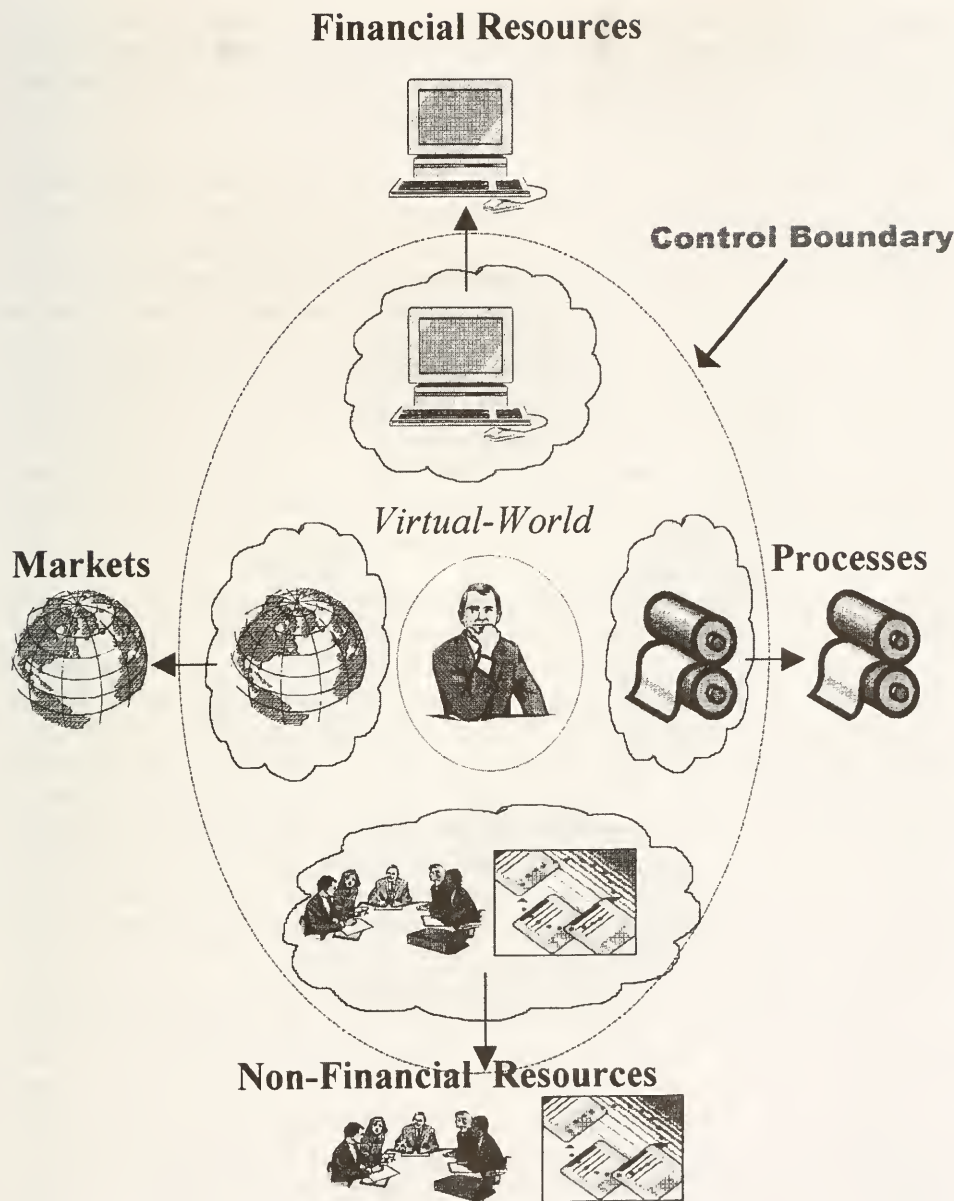 Financial Resources
Control Boundary
Virtual-World
Markets
Processes
Non-Financial Resources